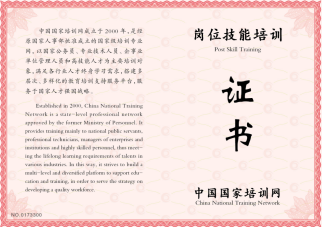 中国国家培训网成立于 2000 年，是经
原国家人事部批准成立的国家级培训专业
网，以国家公务员、专业技术人员、企事业
单位管理人员和高技能人才为主要培训对
象，满足各行业人才终身学习需求，搭建多
层次、多样化的教育培训支持服务平台，服
务于国家人才强国战略。
Established in 2000, China National Training
Network is a state-level professional network
approved by the former Ministry of Personnel. It
provides training mainly to national public servants,
professional technicians, managers of enterprises and
institutions and highly skilled personnel, thus meet-
ing the lifelong learning requirements of talents in
various industries. In this way, it strives to build a
multi-level and diversified platform to support edu-
cation and training, in order to serve the strategy on
developing a quality workforce.
NO.0173500
岗位技能培训
Post Skill Training
证
书
中国国家培训网
China National Training Network